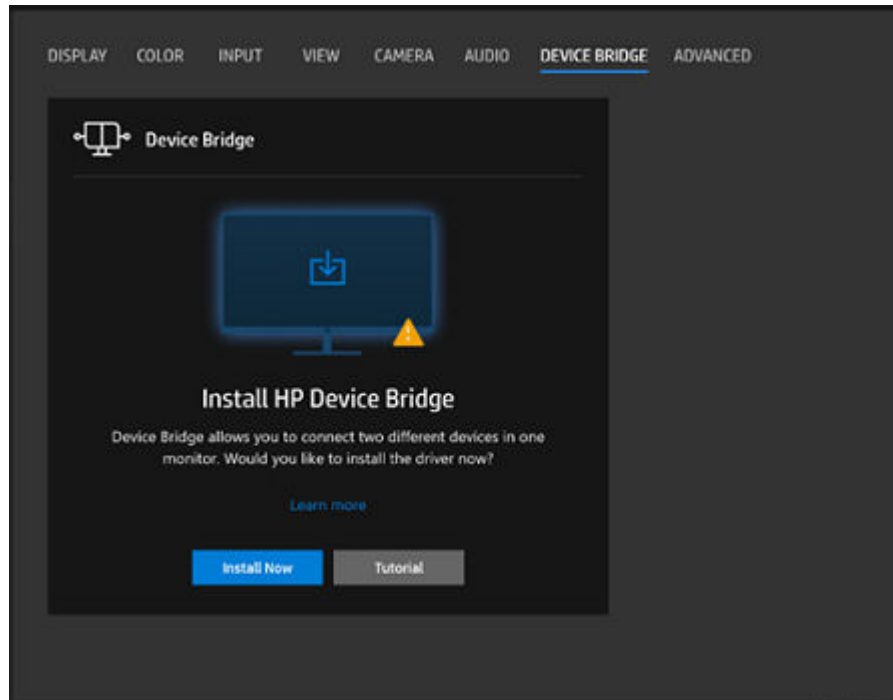 DISPLAY COLOR INPUT VIEW CAMERA AUDIO DEVICE BRIDGE ADVANCED
Device Bridge
Install HP Device Bridge
Device Bridge allows you to connect two different devices in one
monitor. Would you like to install the driver now?
Learn more
Install Now Tutorial